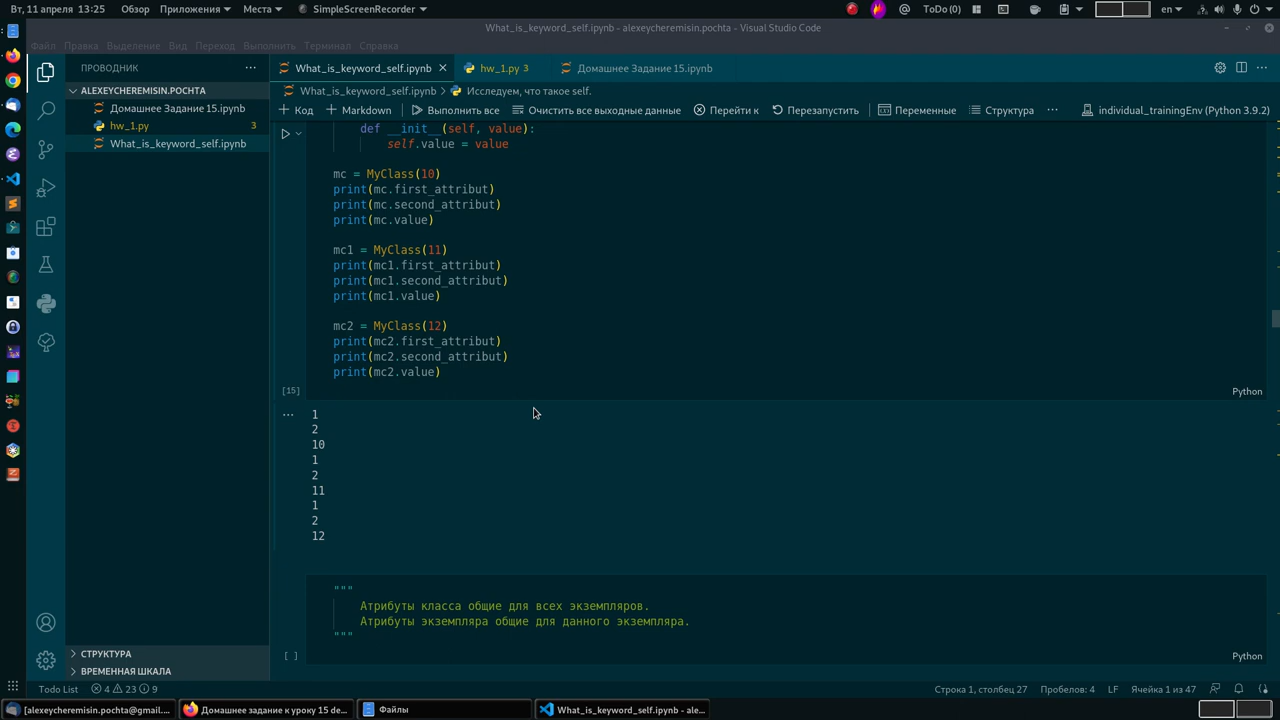 Вт, 11 апреля 13:25
Обзор
Приложения
Места
SimpleScreenRecorder
ToDo (0)
en
What_is_keyword_self.ipynb - alexeycheremisin.pochta - Visual Studio Code
Файл Правка Выделение Вид Переход Выполнить Терминал Справка
ПРОВОДНИК
What_is_keyword_self.ipynb
hw_1.py 3
Домашнее Задание 15.ipynb
ALEXEYCHEREMISIN.POCHTA
What_is_keyword_self.ipynb > Исследуем, что такое self.
Домашнее Задание 15.ipynb
hw_1.py 3
What_is_keyword_self.ipynb
+ Код + Markdown Выполнить все Очистить все выходные данные Перейти к Перезапустить Переменные Структура ... individual_trainingEnv (Python 3.9.2)
def __init__(self, value):
self.value = value
mc = MyClass(10)
print(mc.first_attribut)
print(mc.second_attribut)
print(mc.value)
mc1 = MyClass(11)
print(mc1.first_attribut)
print(mc1.second_attribut)
print(mc1.value)
mc2 = MyClass(12)
print(mc2.first_attribut)
print(mc2.second_attribut)
print(mc2.value)
[15]
Python
...
1
2
10
1
2
11
1
2
12
"""
Атрибуты класса общие для всех экземпляров.
Атрибуты экземпляра общие для данного экземпляра.
"""
[ ]
Python
СТРУКТУРА
ВРЕМЕННАЯ ШКАЛА
Todo List 4 23 9
Строка 1, столбец 27 Пробелов: 4 LF Ячейка 1 из 47
[alexeycheremisin.pochta@gmail....
Домашнее задание к уроку 15 de...
Файлы
What_is_keyword_self.ipynb - ale...